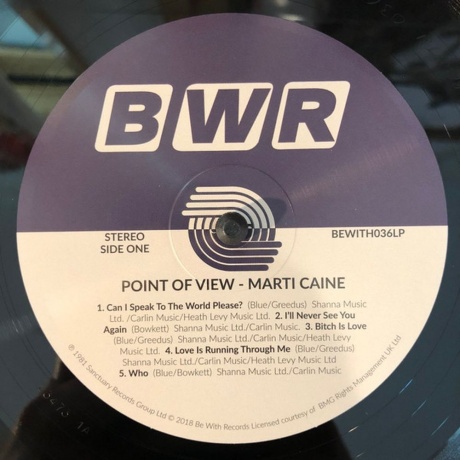 BWR
STEREO
SIDE ONE
BEWITH036LP
POINT OF VIEW - MARTI CAINE
1. Can I Speak To The World Please? (Blue/Greedus) Shanna Music
Ltd. /Carlin Music/Heath Levy Music Ltd. 2. I'll Never See You
Again (Bowkett) Shanna Music Ltd./Carlin Music. 3. Bitch Is Love
(Blue/Greedus) Shanna Music Ltd./Carlin Music/Heath Levy
Music Ltd. 4. Love Is Running Through Me (Blue/Greedus)
Shanna Music Ltd./Carlin Music/Heath Levy Music Ltd.
5. Who (Blue/Bowkett) Shanna Music Ltd./Carlin Music
℗ 1981 Sanctuary Records Group Ltd © 2018 Be With Records Licensed courtesy of BMG Rights Management UK Ltd